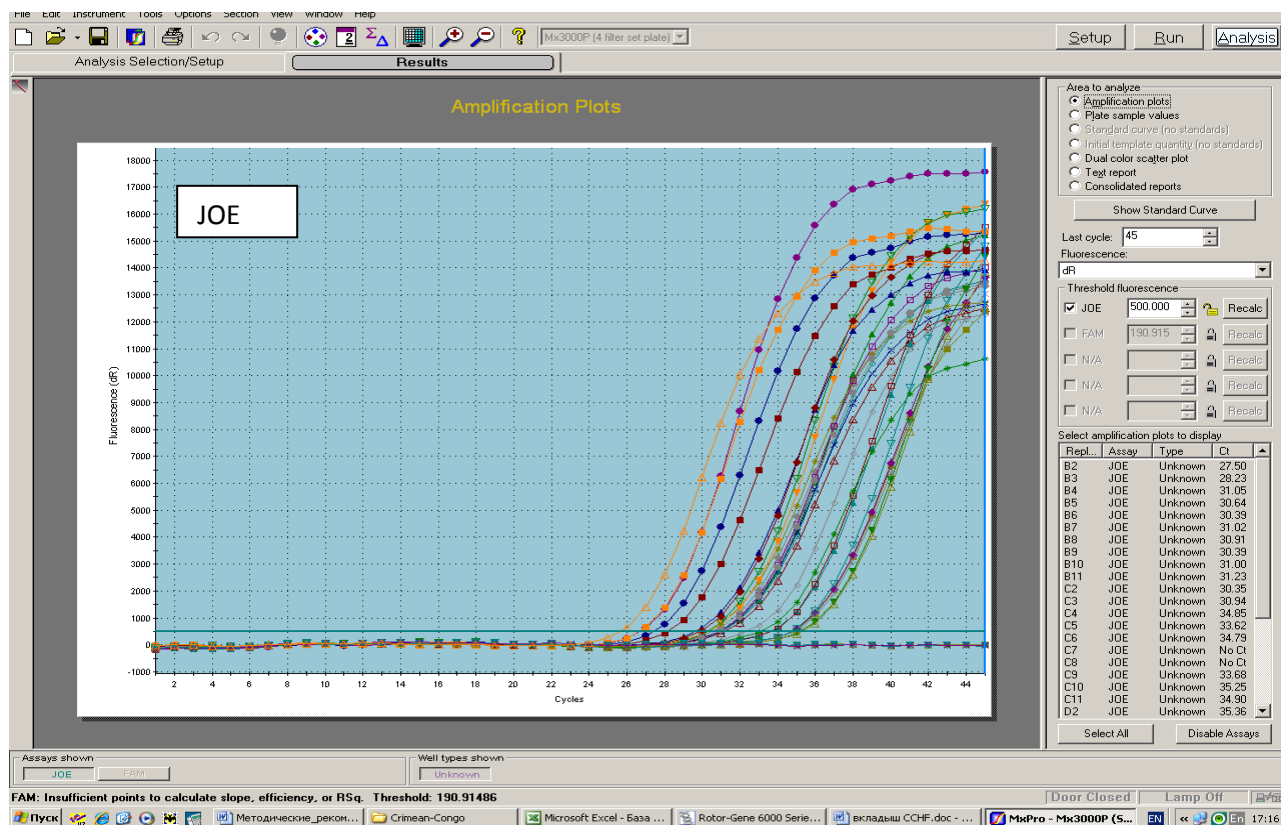 File Edit Instrument Tools Options Section View Window Help
Mx3000P (4 filter set plate)
Setup Run Analysis
Analysis Selection/Setup Results
Amplification Plots
JOE
Fluorescence (dR)
18000
17000
16000
15000
14000
13000
12000
11000
10000
9000
8000
7000
6000
5000
4000
3000
2000
1000
0
-1000
2 4 6 8 10 12 14 16 18 20 22 24 26 28 30 32 34 36 38 40 42 44
Cycles
Area to analyze
Amplification plots
Plate sample values
Standard curve (no standards)
Initial template quantity (no standards)
Dual color scatter plot
Text report
Consolidated reports
Show Standard Curve
Last cycle: 45
Fluorescence:
dR
Threshold fluorescence
JOE 500.000 Recalc
FAM 190.915 Recalc
N/A Recalc
N/A Recalc
N/A Recalc
Select amplification plots to display
Repl... Assay Type Ct
B2 JOE Unknown 27.50
B3 JOE Unknown 28.23
B4 JOE Unknown 31.05
B5 JOE Unknown 30.64
B6 JOE Unknown 30.39
B7 JOE Unknown 31.02
B8 JOE Unknown 30.91
B9 JOE Unknown 30.39
B10 JOE Unknown 31.00
B11 JOE Unknown 31.23
C2 JOE Unknown 30.35
C3 JOE Unknown 30.94
C4 JOE Unknown 34.85
C5 JOE Unknown 33.62
C6 JOE Unknown 34.79
C7 JOE Unknown No Ct
C8 JOE Unknown No Ct
C9 JOE Unknown 33.68
C10 JOE Unknown 35.25
C11 JOE Unknown 34.90
D2 JOE Unknown 35.36
Select All Disable Assays
Assays shown
JOE FAM
Well types shown
Unknown
FAM: Insufficient points to calculate slope, efficiency, or RSq. Threshold: 190.91486
Door Closed Lamp Off
Пуск Методические_реком... Crimean-Congo Microsoft Excel - База ... Rotor-Gene 6000 Serie... вкладыш CCHF.doc - ... MxPro - Mx3000P (S... EN « En 17:16